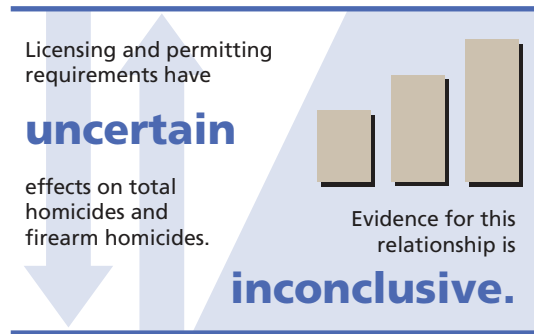 Licensing and permitting
requirements have
uncertain
effects on total
homicides and
firearm homicides.
Evidence for this
relationship is
inconclusive.